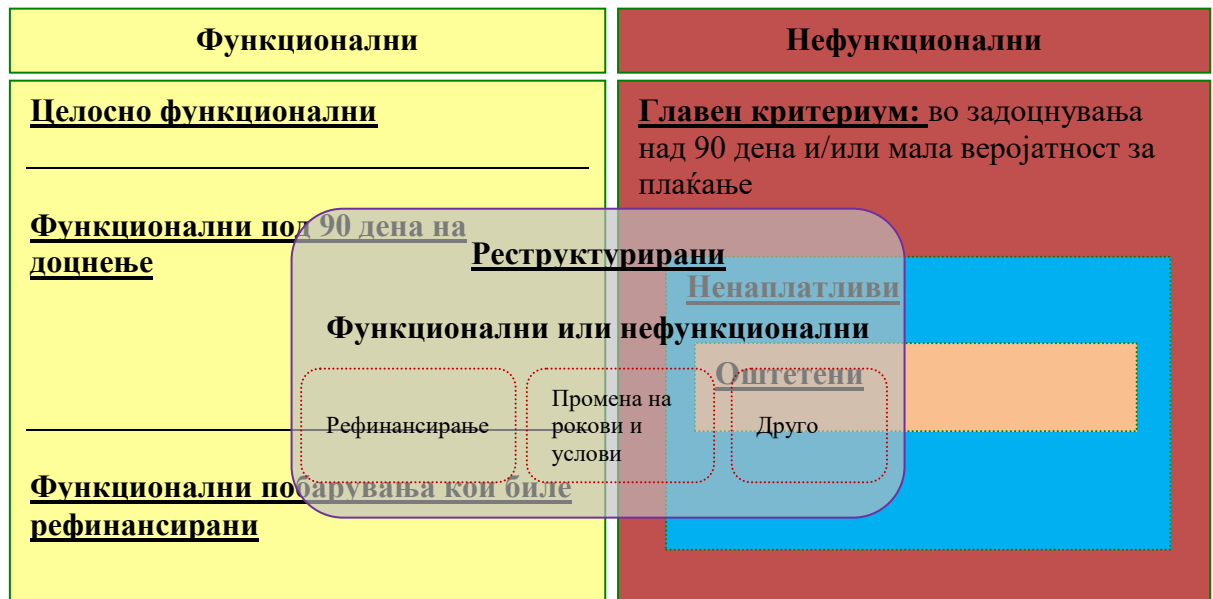 Функционални
Нефункционални
Целосно функционални
Функционални под 90 дена на
доцнење
Функционални побарувања кои биле
рефинансирани
Главен критериум: во задоцнувања
над 90 дена и/или мала веројатност за
плаќање
Реструктурирани
Ненаплатливи
Функционални или нефункционални
Оштетени
Рефинансирање
Промена на
рокови и
услови
Друго